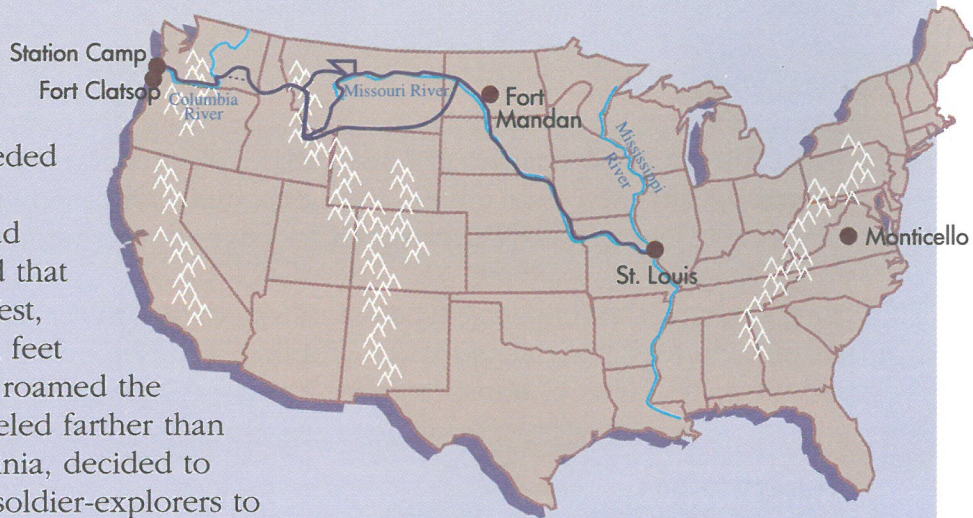 Station Camp
Fort Clatsop
Columbia
River
Missouri River
Fort
Mandan
Mississippi
River
Monticello
St. Louis
eded
d
d that
est,
feet
roamed the
eled farther than
nia, decided to
soldier-explorers to